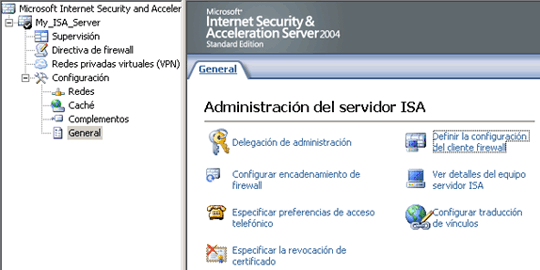 Microsoft Internet Security and Acceler
My_ISA_Server
Supervisión
Directiva de firewall
Redes privadas virtuales (VPN)
Configuración
Redes
Caché
Complementos
General
Microsoft®
Internet Security &
Acceleration Server 2004
Standard Edition
General
Administración del servidor ISA
Delegación de administración
Definir la configuración
del cliente firewall
Configurar encadenamiento de
firewall
Ver detalles del equipo
servidor ISA
Especificar preferencias de acceso
telefónico
Configurar traducción
de vínculos
Especificar la revocación de
certificado